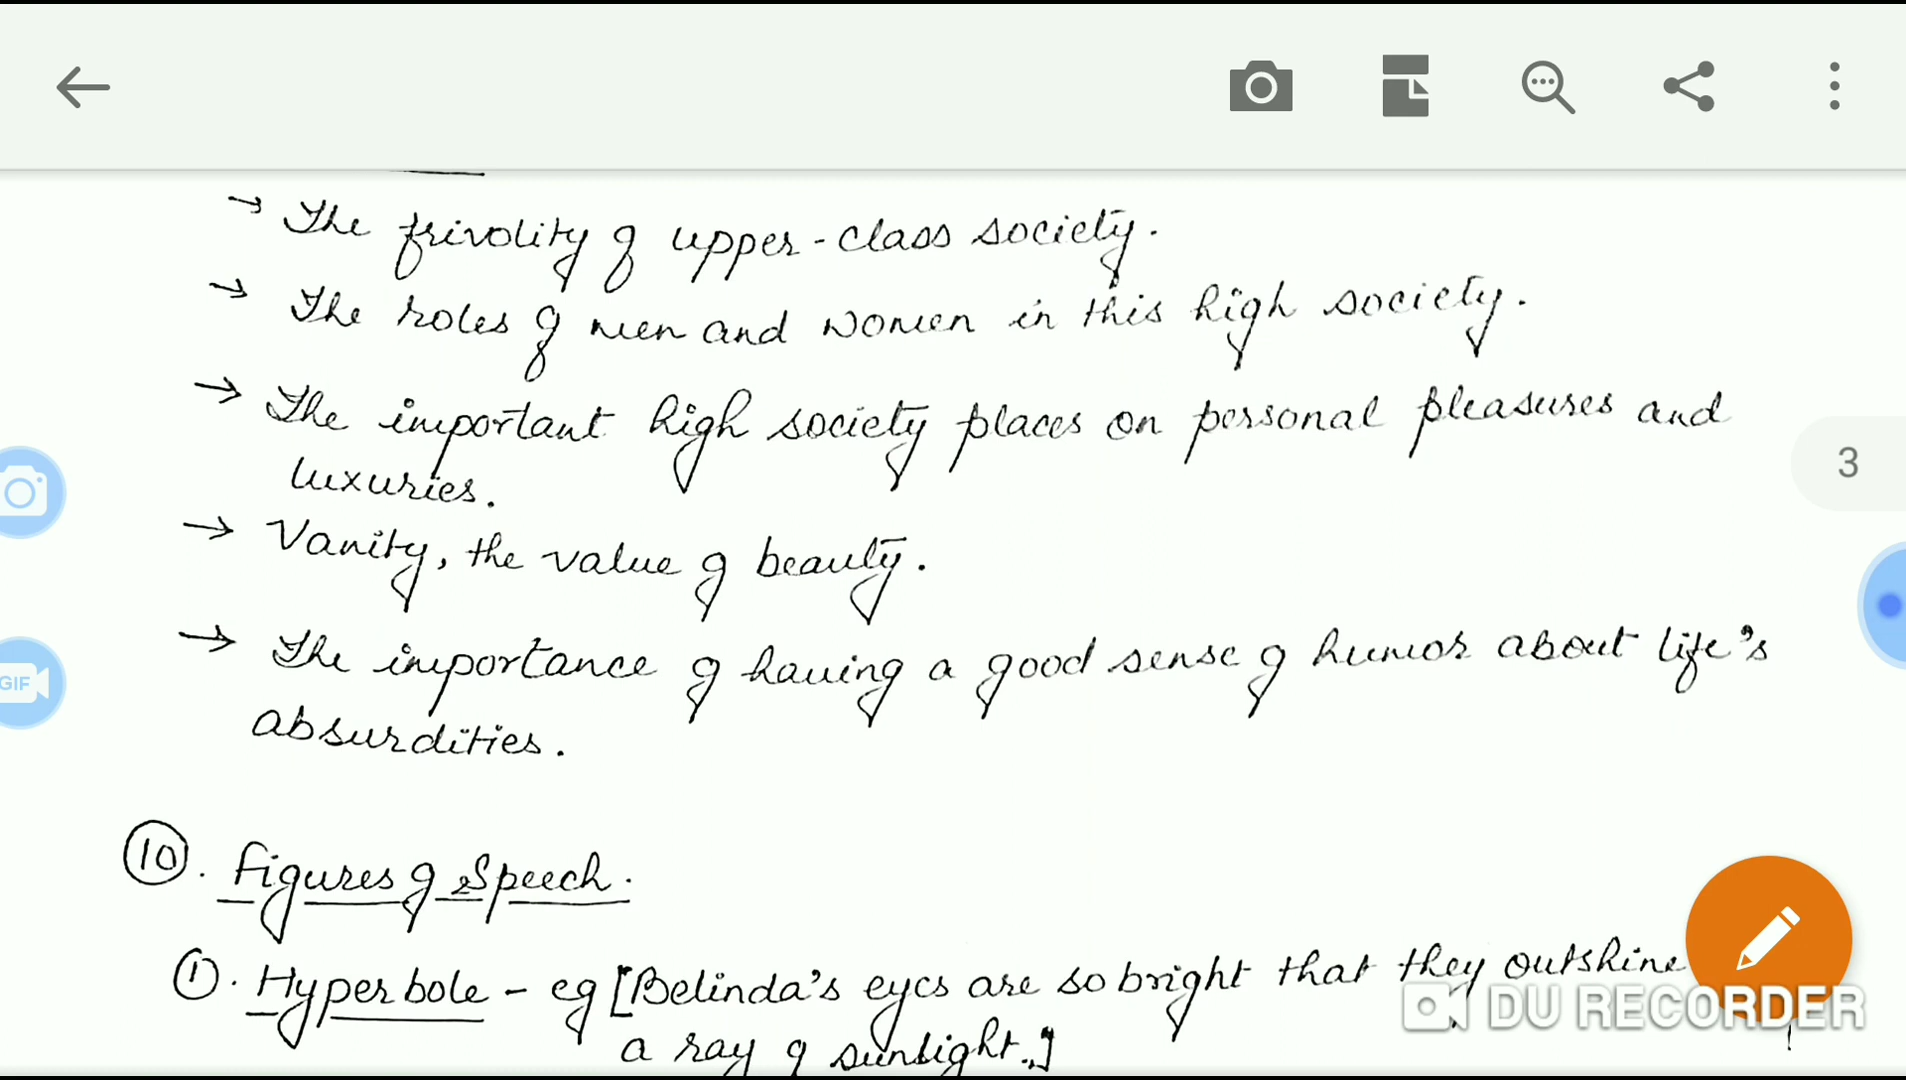 → The frivolity of upper-class society.
→ The roles of men and women in this high society.
→ The important high society places on personal pleasures and
luxuries.
→ Vanity, the value of beauty.
→ The importance of having a good sense of humor about life's
absurdities.
10. Figures of Speech.
1. Hyperbole - eg [Belinda's eyes are so bright that they outshine
a ray of sunlight.]
3
GIF
DU RECORDER